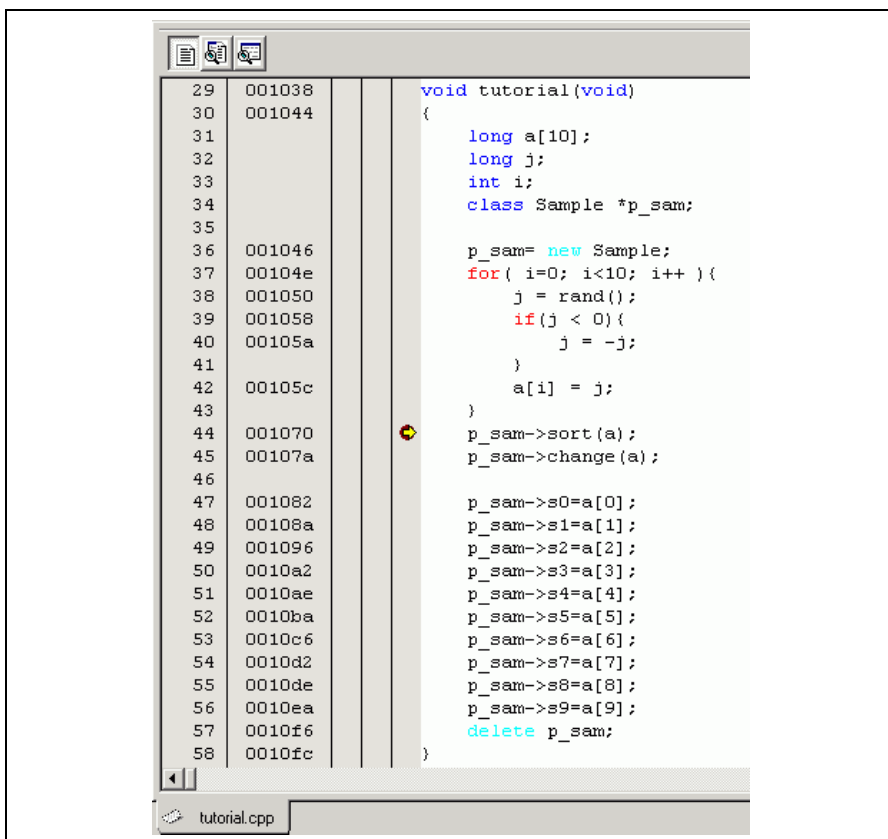 29 001038 void tutorial(void)
30 001044 {
31 long a[10];
32 long j;
33 int i;
34 class Sample *p_sam;
35
36 001046 p_sam= new Sample;
37 00104e for( i=0; i<10; i++ ){
38 001050 j = rand();
39 001058 if(j < 0){
40 00105a j = -j;
41 }
42 00105c a[i] = j;
43 }
44 001070 p_sam->sort(a);
45 00107a p_sam->change(a);
46
47 001082 p_sam->s0=a[0];
48 00108a p_sam->s1=a[1];
49 001096 p_sam->s2=a[2];
50 0010a2 p_sam->s3=a[3];
51 0010ae p_sam->s4=a[4];
52 0010ba p_sam->s5=a[5];
53 0010c6 p_sam->s6=a[6];
54 0010d2 p_sam->s7=a[7];
55 0010de p_sam->s8=a[8];
56 0010ea p_sam->s9=a[9];
57 0010f6 delete p_sam;
58 0010fc }
tutorial.cpp